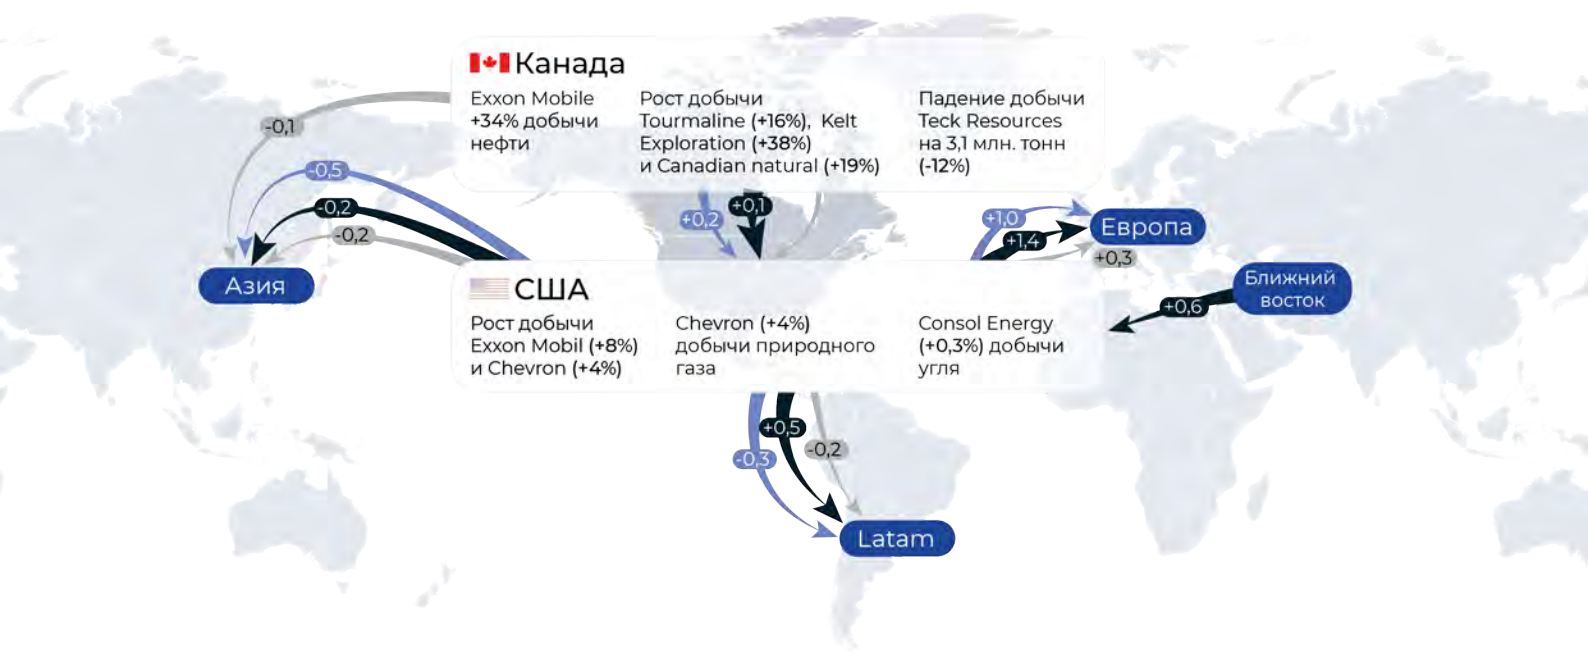 Канада
Exxon Mobile
+34% добычи
нефти
Рост добычи
Tourmaline (+16%), Kelt
Exploration (+38%)
и Canadian natural (+19%)
Падение добычи
Teck Resources
на 3,1 млн. тонн
(-12%)
-0,1
-0,5
-0,2
-0,2
Азия
+0,2
+0,1
+1,0
+1,4
+0,3
Европа
Ближний
восток
+0,6
США
Рост добычи
Exxon Mobil (+8%)
и Chevron (+4%)
Chevron (+4%)
добычи природного
газа
Consol Energy
(+0,3%) добычи
угля
+0,5
-0,2
-0,3
Latam